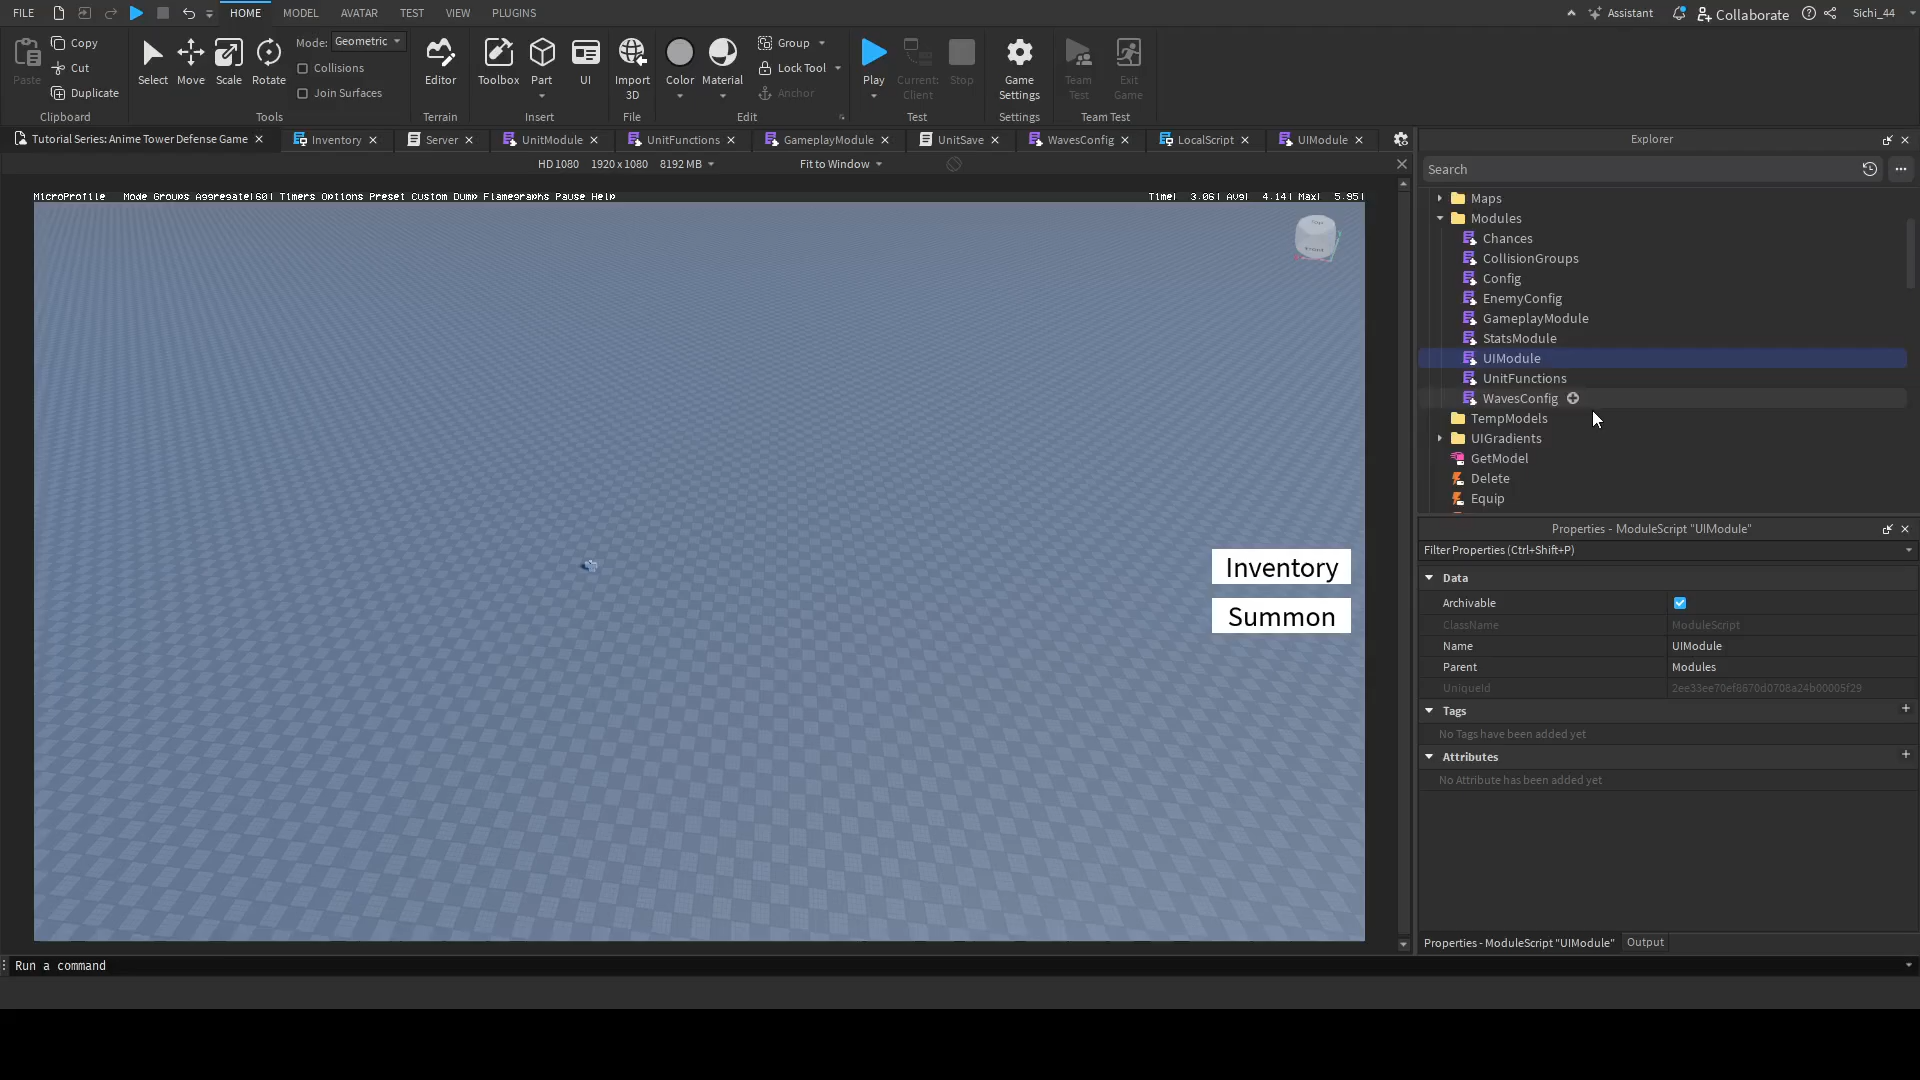 FILE HOME MODEL AVATAR TEST VIEW PLUGINS Assistant Collaborate Sichi_44
Paste Copy Cut Duplicate Clipboard
Select Move Scale Rotate Mode: Geometric Collisions Join Surfaces Tools
Editor Terrain
Toolbox Part UI Insert
Import 3D File
Color Material Group Lock Tool Anchor Edit
Play Current: Client Stop Test
Game Settings Settings
Team Test Exit Game Team Test
Tutorial Series: Anime Tower Defense Game Inventory Server UnitModule UnitFunctions GameplayModule UnitSave WavesConfig LocalScript UIModule
HD 1080 1920 x 1080 8192 MB Fit to Window
MicroProfile Mode Groups Aggregate[60] Timers Options Preset Custom Dump Flamegraphs Pause Help
Time| 3.06| Avg| 4.14| Max| 5.95|
Inventory
Summon
Explorer
Search
Maps
Modules
Chances
CollisionGroups
Config
EnemyConfig
GameplayModule
StatsModule
UIModule
UnitFunctions
WavesConfig
TempModels
UIGradients
GetModel
Delete
Equip
Properties - ModuleScript "UIModule"
Filter Properties (Ctrl+Shift+P)
Data
Archivable
ClassName ModuleScript
Name UIModule
Parent Modules
UniqueId 2ee33ee70ef8670d0708a24b00005f29
Tags
No Tags have been added yet
Attributes
No Attribute has been added yet
Properties - ModuleScript "UIModule" Output
Run a command